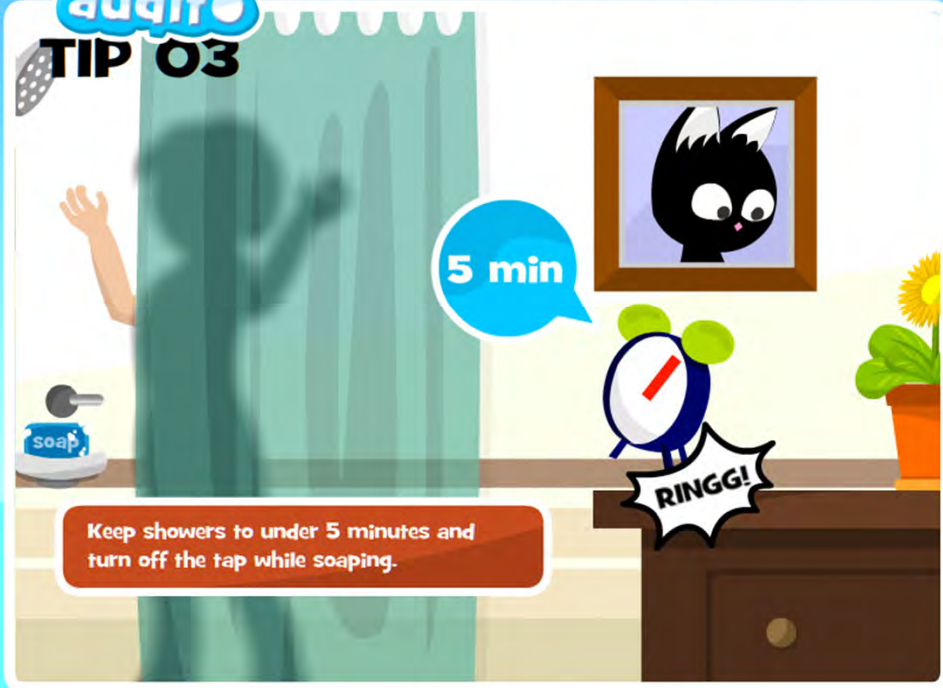 audit
TIP 03
5 min
soap
RINGG!
Keep showers to under 5 minutes and
turn off the tap while soaping.